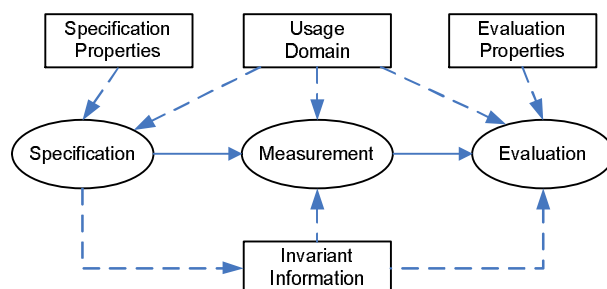 Specification
Properties
Usage
Domain
Evaluation
Properties
Specification
Measurement
Evaluation
Invariant
Information